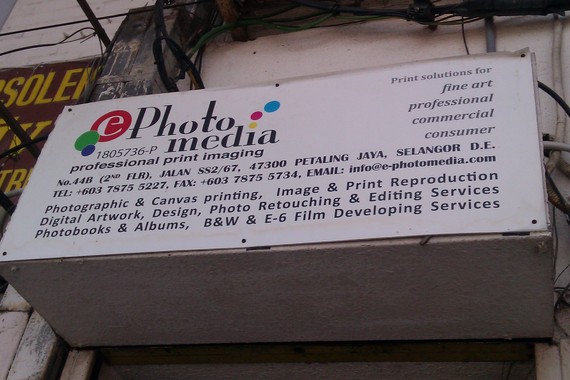 e Photo media
1805736-P
professional print imaging
Print solutions for
fine art
professional
commercial
consumer
No.44B (2ND FLR), JALAN SS2/67, 47300 PETALING JAYA, SELANGOR D.E.
TEL: +603 7875 5227, FAX: +603 7875 5734, EMAIL: info@e-photomedia.com
Photographic & Canvas printing, Image & Print Reproduction
Digital Artwork, Design, Photo Retouching & Editing Services
Photobooks & Albums, B&W & E-6 Film Developing Services